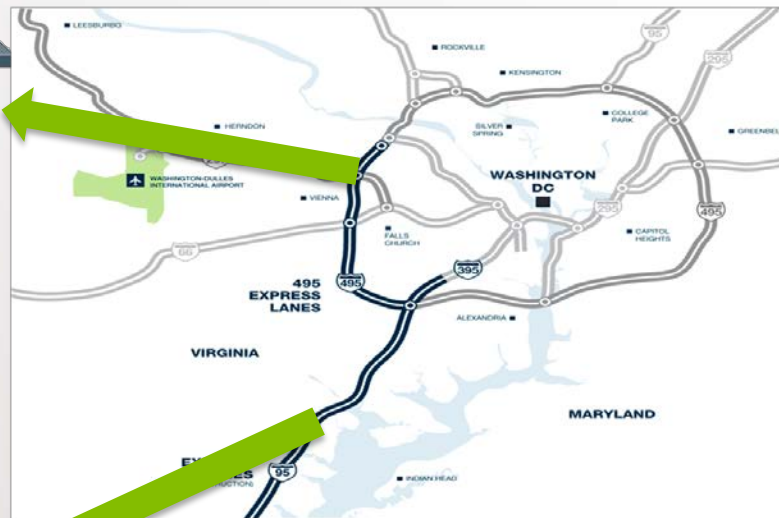 LEESBURG
95
ROCKVILLE
295
KENSINGTON
COLLEGE
PARK
HERNDON
SILVER
SPRING
GREENBEL
WASHINGTON-DULLES
INTERNATIONAL AIRPORT
WASHINGTON
DC
VIENNA
295
495
FALLS
CHURCH
CAPITOL
HEIGHTS
66
395
495
EXPRESS
LANES
495
ALEXANDRIA
VIRGINIA
MARYLAND
95
INDIAN HEAD